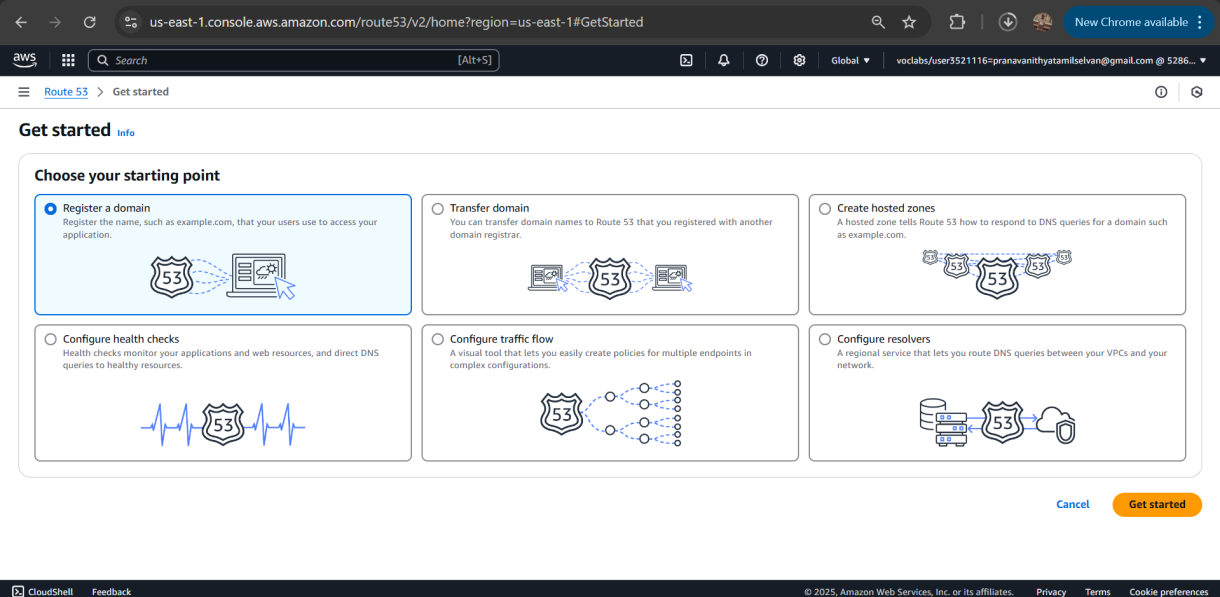 us-east-1.console.aws.amazon.com/route53/v2/home?region=us-east-1#GetStarted
New Chrome available
aws
Search
[Alt+S]
Global
voclabs/user3521116=pranavanithyatamilselvan@gmail.com @ 5286...
Route 53
Get started
Get started
Info
Choose your starting point
Register a domain
Register the name, such as example.com, that your users use to access your
application.
53
Transfer domain
You can transfer domain names to Route 53 that you registered with another
domain registrar.
53
Create hosted zones
A hosted zone tells Route 53 how to respond to DNS queries for a domain such
as example.com.
53
53
53
53
53
Configure health checks
Health checks monitor your applications and web resources, and direct DNS
queries to healthy resources.
53
Configure traffic flow
A visual tool that lets you easily create policies for multiple endpoints in
complex configurations.
53
Configure resolvers
A regional service that lets you route DNS queries between your VPCs and your
network.
53
Cancel
Get started
CloudShell
Feedback
© 2025, Amazon Web Services, Inc. or its affiliates.
Privacy
Terms
Cookie preferences